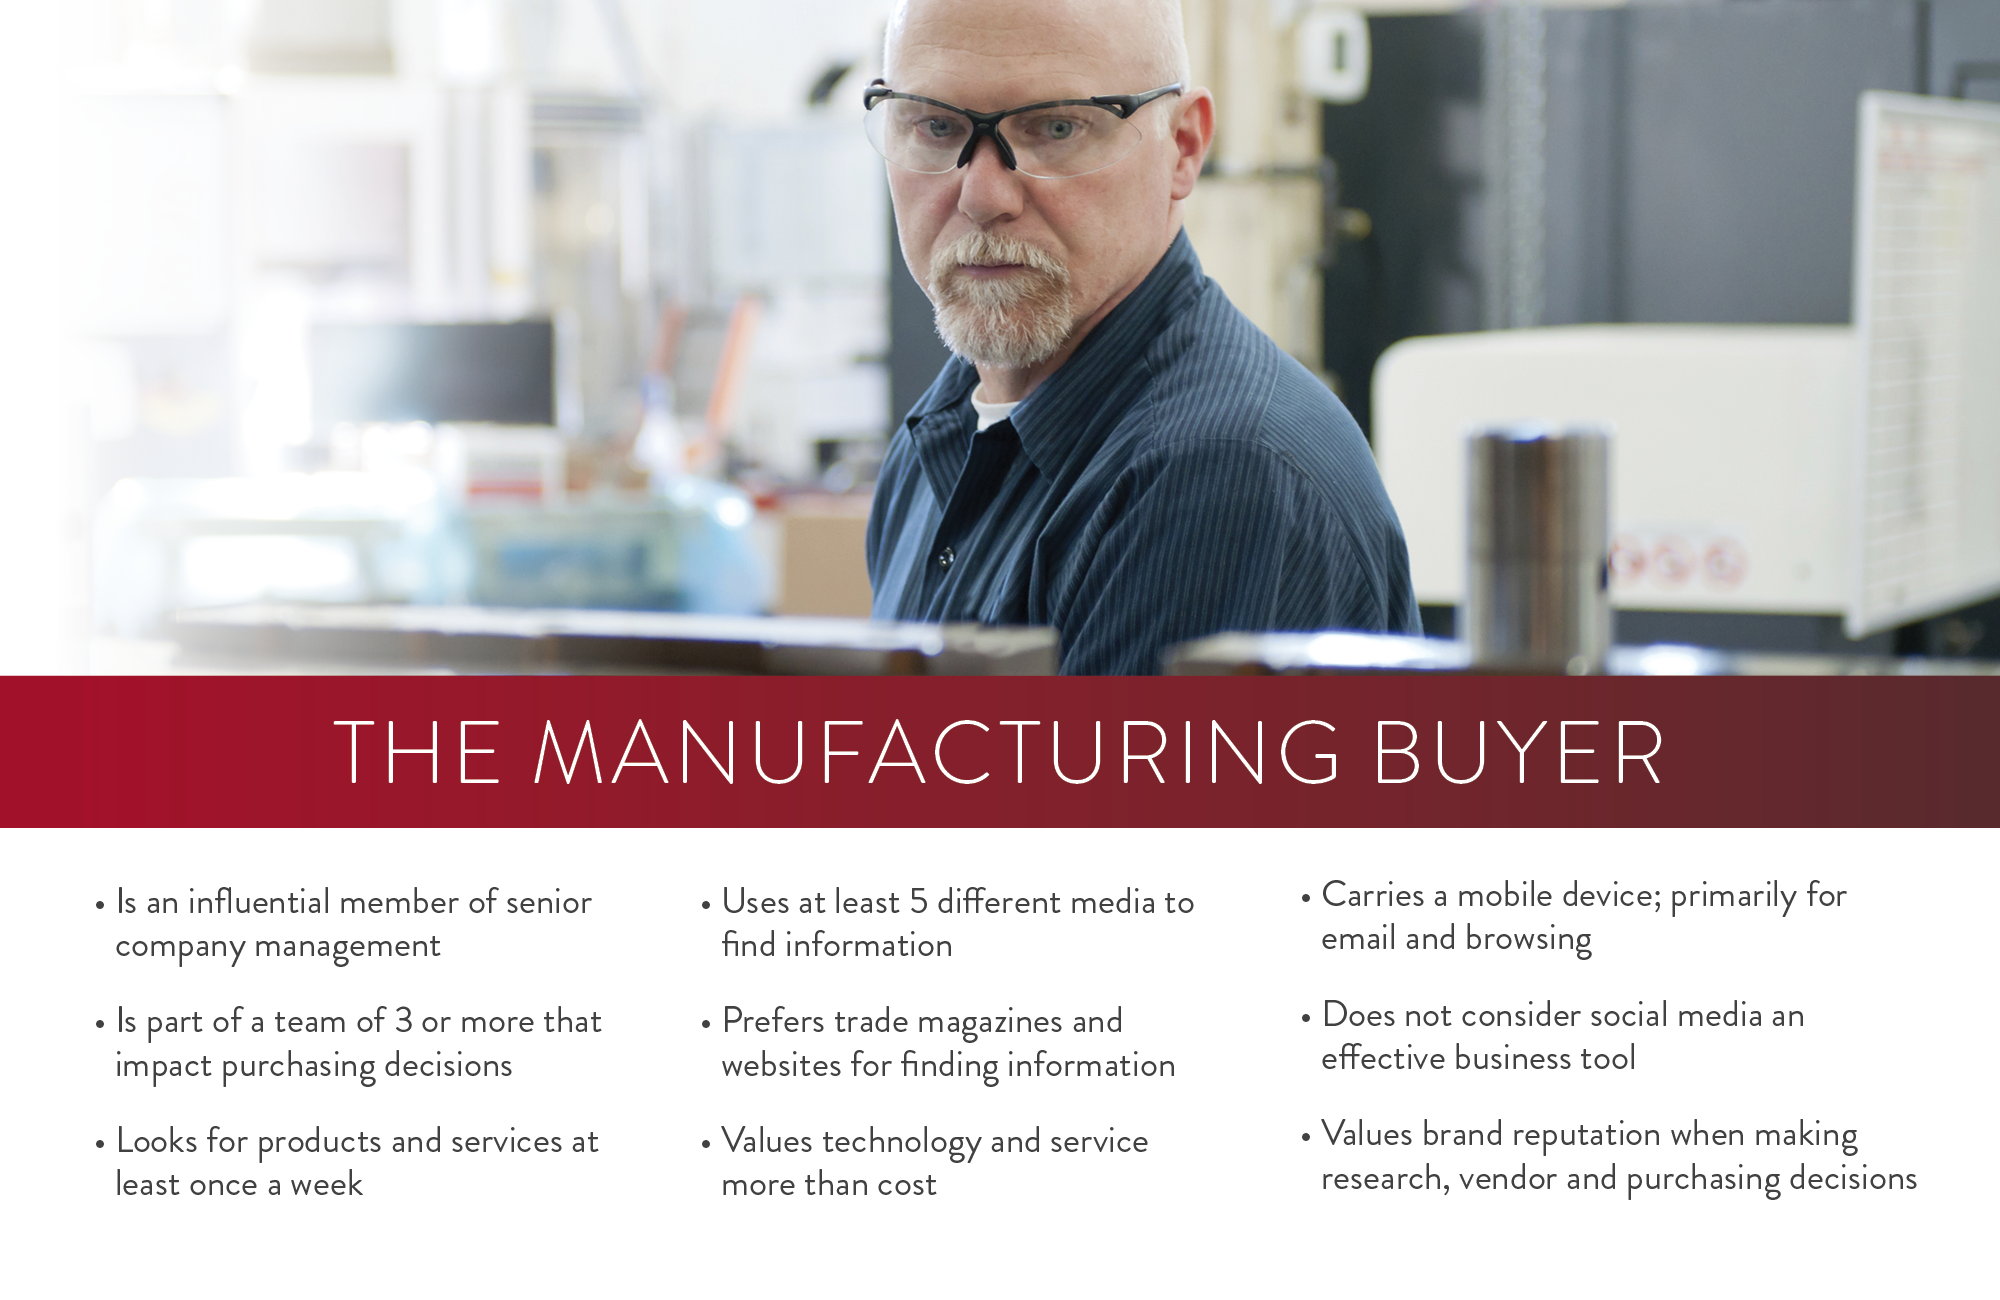 THE MANUFACTURING BUYER
• Is an influential member of senior
company management
• Is part of a team of 3 or more that
impact purchasing decisions
• Looks for products and services at
least once a week
• Uses at least 5 different media to
find information
• Prefers trade magazines and
websites for finding information
• Values technology and service
more than cost
• Carries a mobile device; primarily for
email and browsing
• Does not consider social media an
effective business tool
• Values brand reputation when making
research, vendor and purchasing decisions